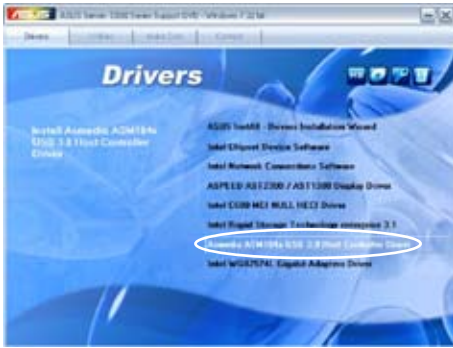 ASUS Server C600 Series Support DVD - Windows 7 32 bit
Drivers
Utilities
Make Disk
Contact
Drivers
Install Asmedia ASM104x
USB 3.0 Host Controller
Driver
ASUS InstAll - Drivers Installation Wizard
Intel Chipset Device Software
Intel Network Connections Software
ASPEED AST2300 / AST1300 Display Driver
Intel C600 MEI NULL HECI Driver
Intel Rapid Storage Technology enterprise 3.1
Asmedia ASM104x USB 3.0 Host Controller Driver
Intel WG82574L Gigabit Adapters Driver